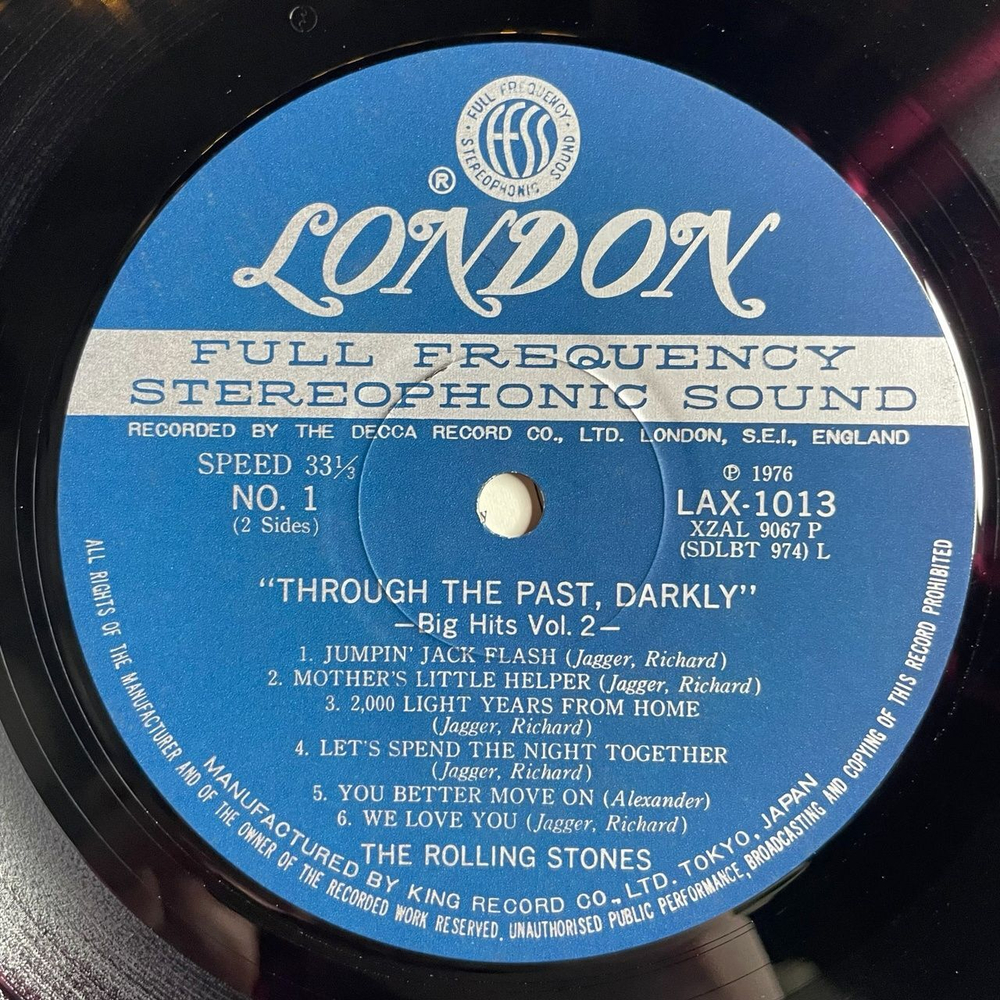 FULL FREQUENCY
FFSS
STEREOPHONIC SOUND
®
LONDON
FULL FREQUENCY
STEREOPHONIC SOUND
RECORDED BY THE DECCA RECORD CO., LTD. LONDON, S.E.I., ENGLAND
SPEED 33⅓
NO. 1
(2 Sides)
℗ 1976
LAX-1013
XZAL 9067 P
(SDLBT 974) L
“THROUGH THE PAST, DARKLY”
—Big Hits Vol. 2—
1. JUMPIN' JACK FLASH (Jagger, Richard)
2. MOTHER'S LITTLE HELPER (Jagger, Richard)
3. 2,000 LIGHT YEARS FROM HOME
(Jagger, Richard)
4. LET'S SPEND THE NIGHT TOGETHER
(Jagger, Richard)
5. YOU BETTER MOVE ON (Alexander)
6. WE LOVE YOU (Jagger, Richard)
THE ROLLING STONES
MANUFACTURED BY KING RECORD CO., LTD. TOKYO, JAPAN
ALL RIGHTS OF THE MANUFACTURER AND OF THE OWNER OF THE RECORDED WORK RESERVED. UNAUTHORISED PUBLIC PERFORMANCE, BROADCASTING AND COPYING OF THIS RECORD PROHIBITED